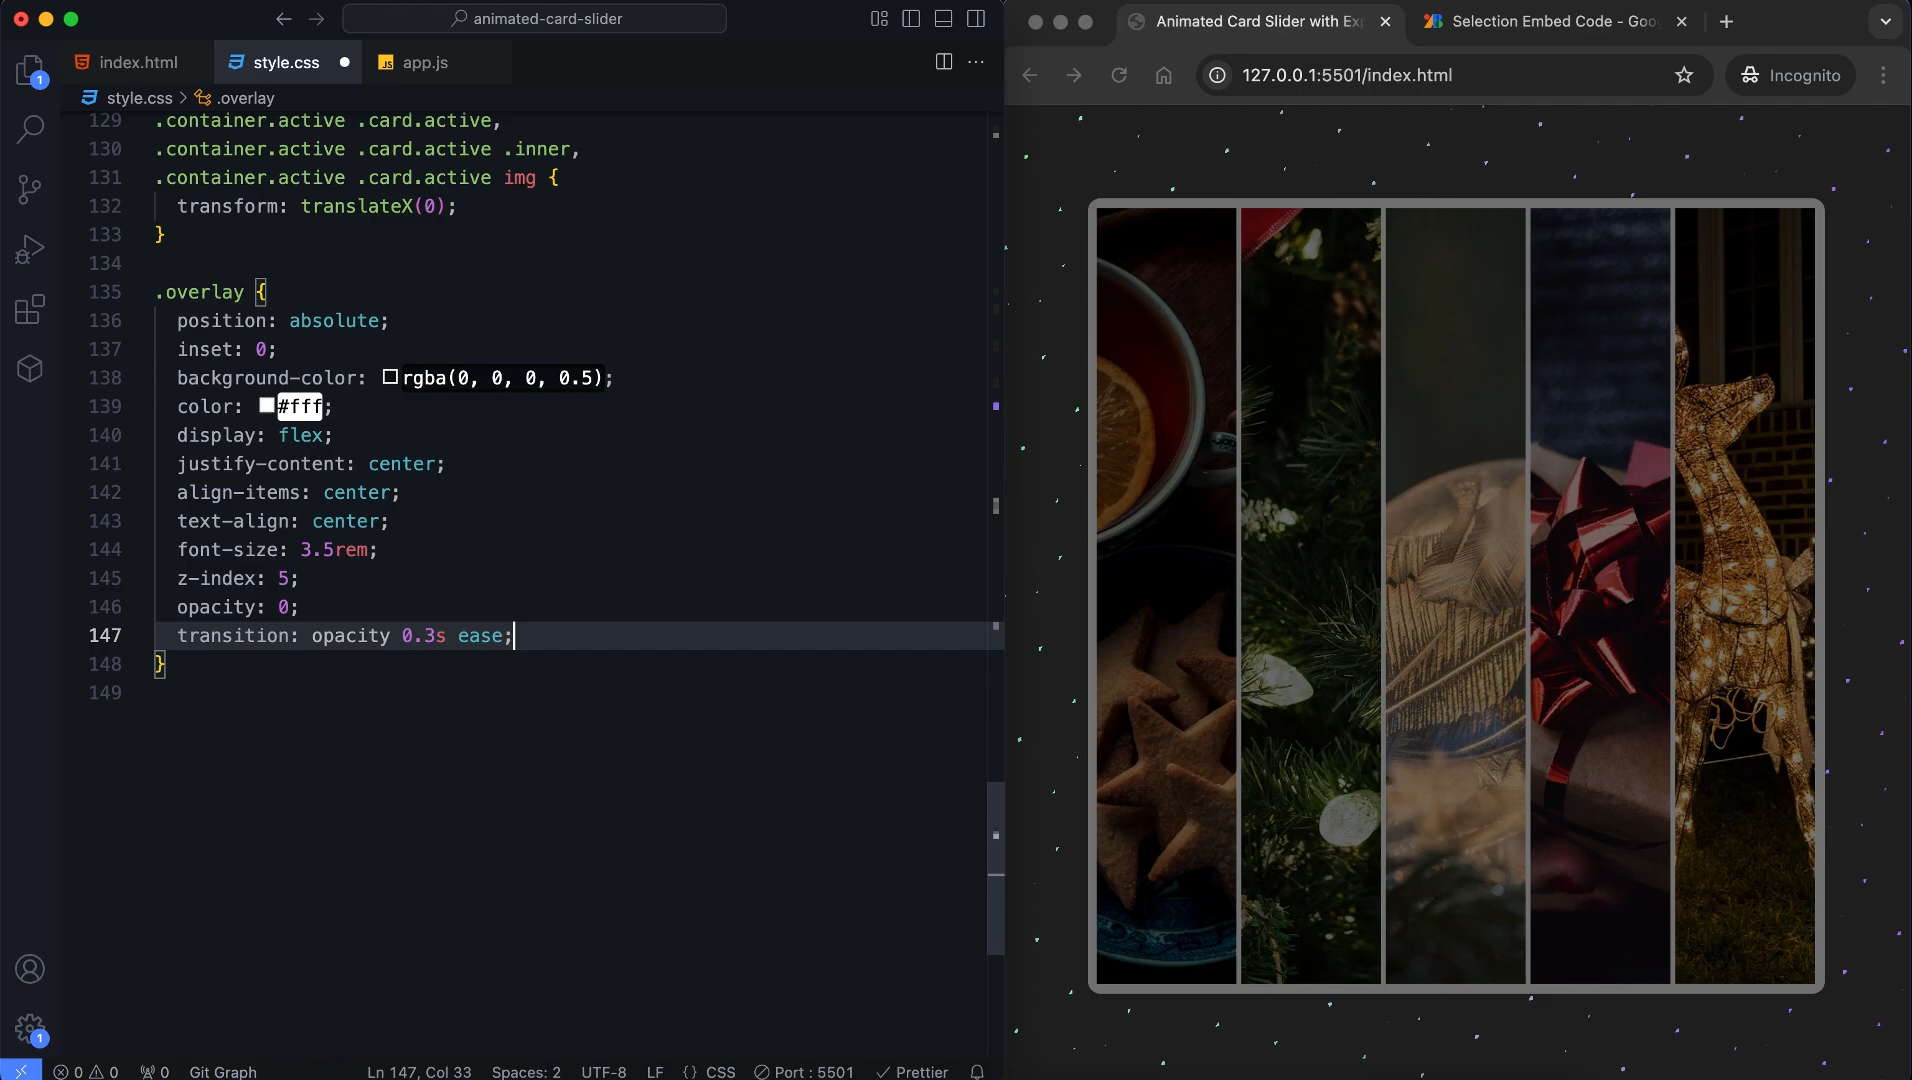 animated-card-slider
Animated Card Slider with Ex
Selection Embed Code - Goo
index.html
style.css
JS app.js
127.0.0.1:5501/index.html
Incognito
1
style.css > .overlay
129 .container.active .card.active,
130 .container.active .card.active .inner,
131 .container.active .card.active img {
132 transform: translateX(0);
133 }
134
135 .overlay {
136 position: absolute;
137 inset: 0;
138 background-color: rgba(0, 0, 0, 0.5);
139 color: #fff;
140 display: flex;
141 justify-content: center;
142 align-items: center;
143 text-align: center;
144 font-size: 3.5rem;
145 z-index: 5;
146 opacity: 0;
147 transition: opacity 0.3s ease;
148 }
149
1
0 0 0 Git Graph Ln 147, Col 33 Spaces: 2 UTF-8 LF {} CSS Port : 5501 Prettier